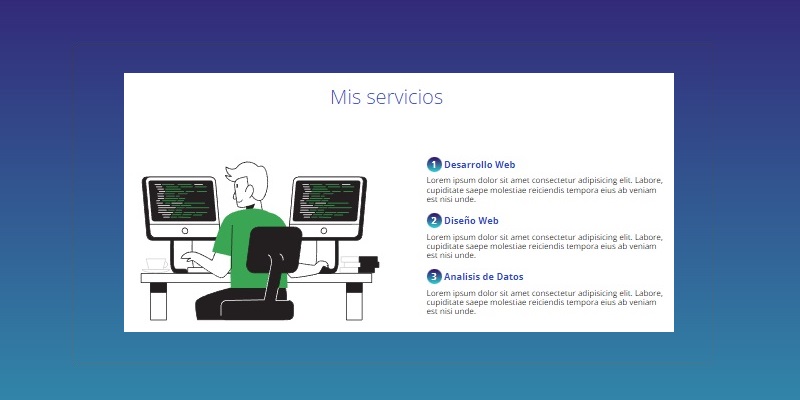 Mis servicios
1 Desarrollo Web
Lorem ipsum dolor sit amet consectetur adipisicing elit. Labore,
cupiditate saepe molestiae reiciendis tempora eius ab veniam
est nisi unde.
2 Diseño Web
Lorem ipsum dolor sit amet consectetur adipisicing elit. Labore,
cupiditate saepe molestiae reiciendis tempora eius ab veniam
est nisi unde.
3 Analisis de Datos
Lorem ipsum dolor sit amet consectetur adipisicing elit. Labore,
cupiditate saepe molestiae reiciendis tempora eius ab veniam
est nisi unde.